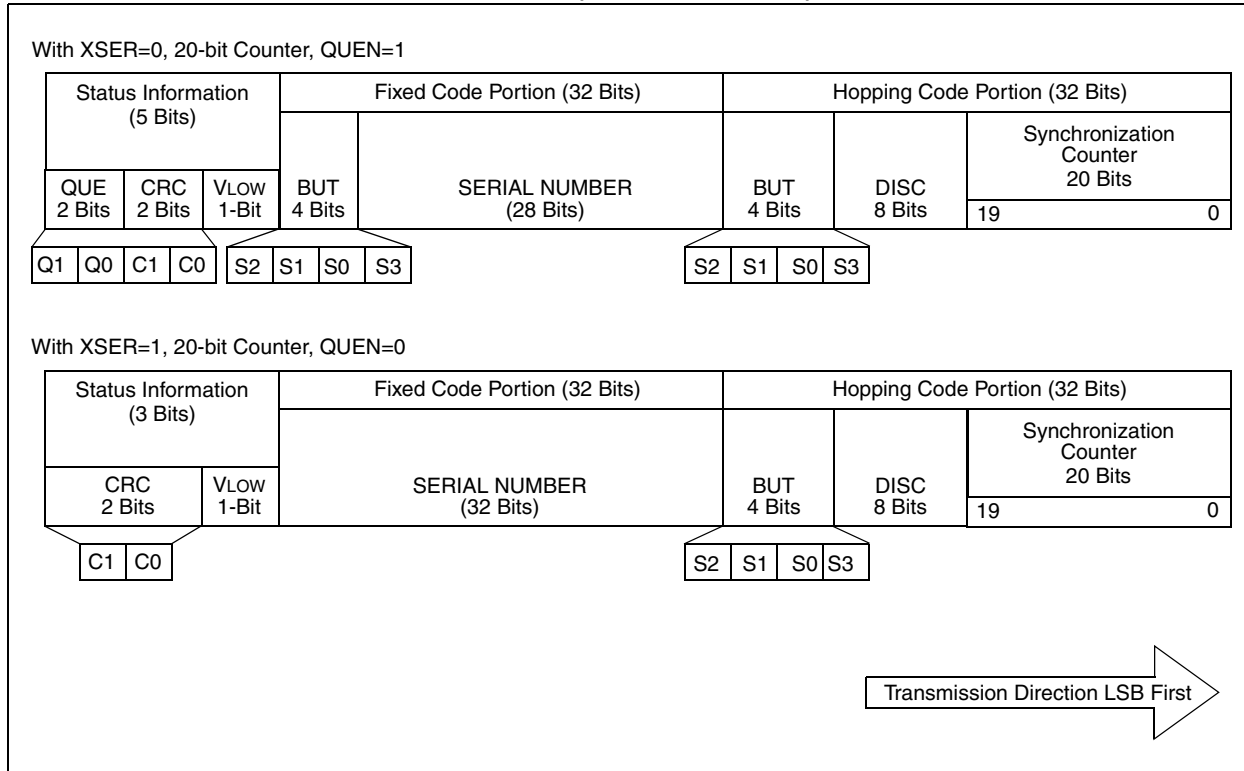 With XSER=0, 20-bit Counter, QUEN=1
Status Information
(5 Bits)
Fixed Code Portion (32 Bits)
Hopping Code Portion (32 Bits)
QUE
2 Bits
CRC
2 Bits
VLOW
1-Bit
BUT
4 Bits
SERIAL NUMBER
(28 Bits)
BUT
4 Bits
DISC
8 Bits
Synchronization
Counter
20 Bits
19 0
Q1 Q0 C1 C0 S2 S1 S0 S3 S2 S1 S0 S3
With XSER=1, 20-bit Counter, QUEN=0
Status Information
(3 Bits)
Fixed Code Portion (32 Bits)
Hopping Code Portion (32 Bits)
CRC
2 Bits
VLOW
1-Bit
SERIAL NUMBER
(32 Bits)
BUT
4 Bits
DISC
8 Bits
Synchronization
Counter
20 Bits
19 0
C1 C0 S2 S1 S0 S3
Transmission Direction LSB First